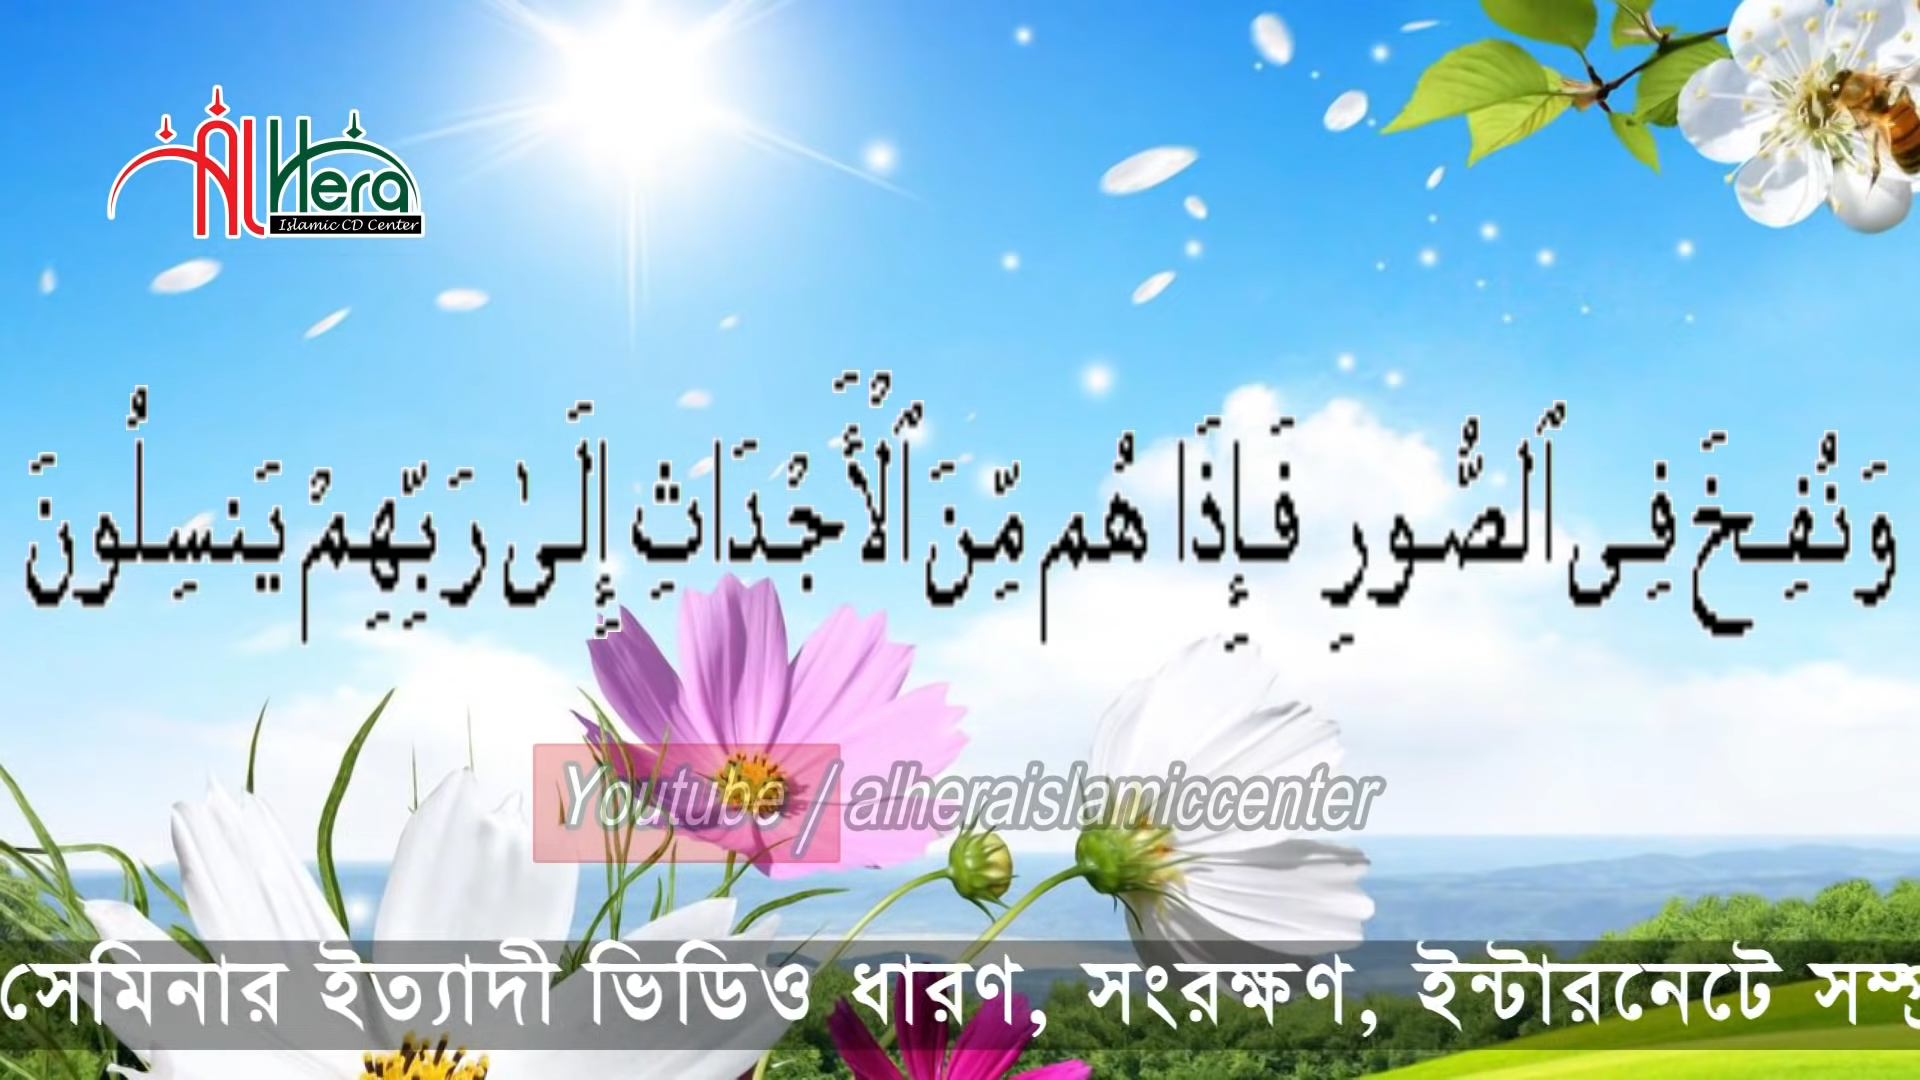 AlHera
Islamic CD Center
وَنُفِخَ فِى ٱلصُّورِ فَإِذَا هُم مِّنَ ٱلْأَجْدَاثِ إِلَىٰ رَبِّهِمْ يَنسِلُونَ
Youtube / alheraislamiccenter
সেমিনার ইত্যাদী ভিডিও ধারণ, সংরক্ষণ, ইন্টারনেটে